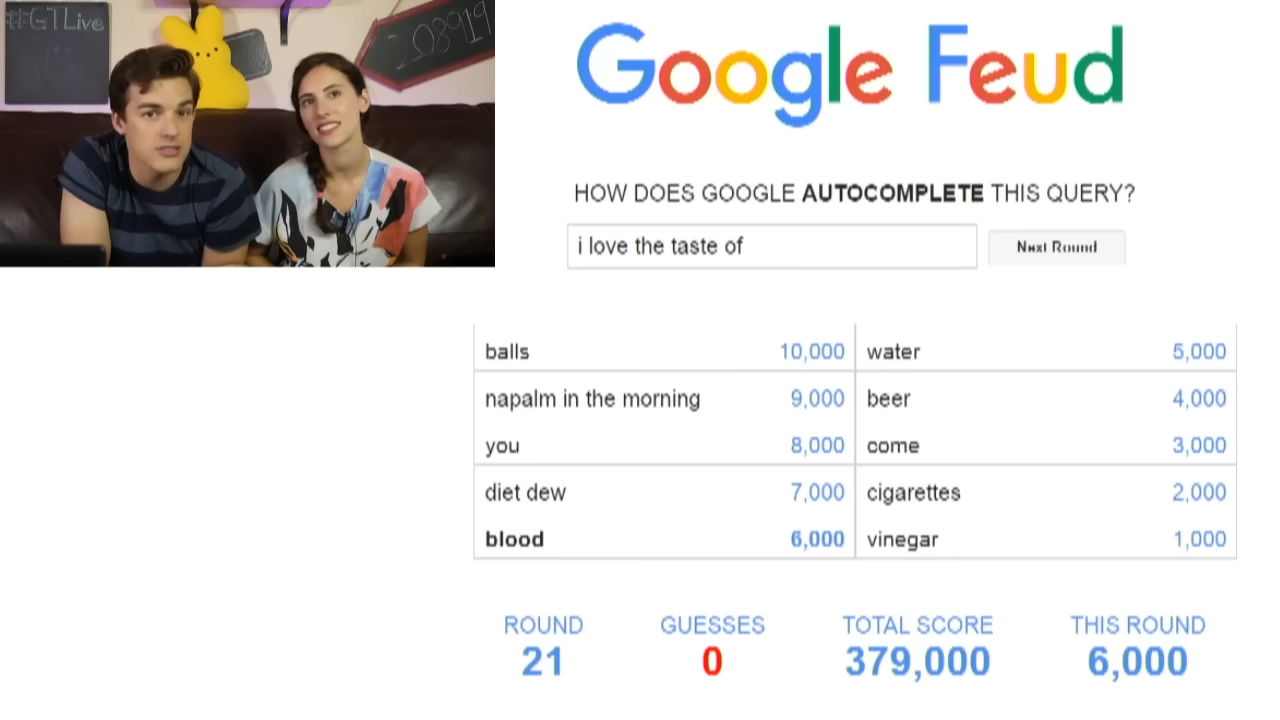 #GTLive
208919
Google Feud
HOW DOES GOOGLE AUTOCOMPLETE THIS QUERY?
i love the taste of
Next Round
balls 10,000 water 5,000
napalm in the morning 9,000 beer 4,000
you 8,000 come 3,000
diet dew 7,000 cigarettes 2,000
blood 6,000 vinegar 1,000
ROUND GUESSES TOTAL SCORE THIS ROUND
21 0 379,000 6,000